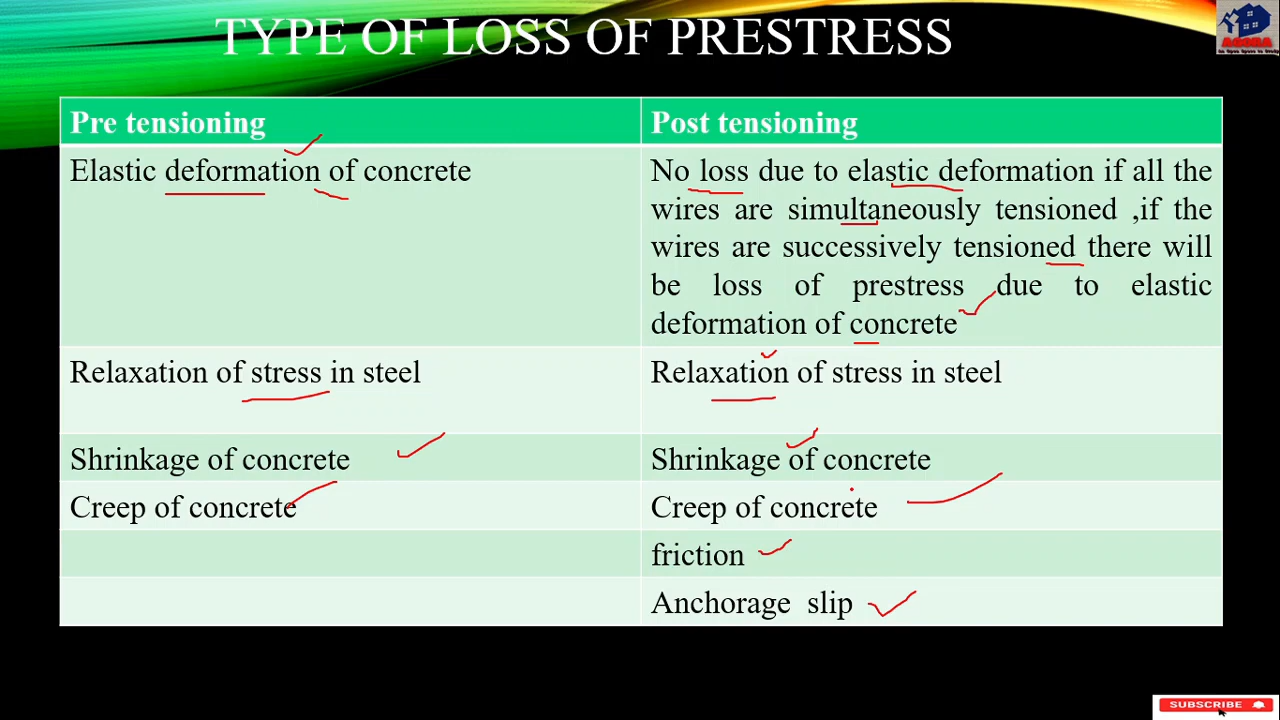 TYPE OF LOSS OF PRESTRESS
AGORA
Pre tensioning
Post tensioning
Elastic deformation of concrete
No loss due to elastic deformation if all the
wires are simultaneously tensioned ,if the
wires are successively tensioned there will
be loss of prestress due to elastic
deformation of concrete
Relaxation of stress in steel
Relaxation of stress in steel
Shrinkage of concrete
Shrinkage of concrete
Creep of concrete
Creep of concrete
friction
Anchorage slip
SUBSCRIBE